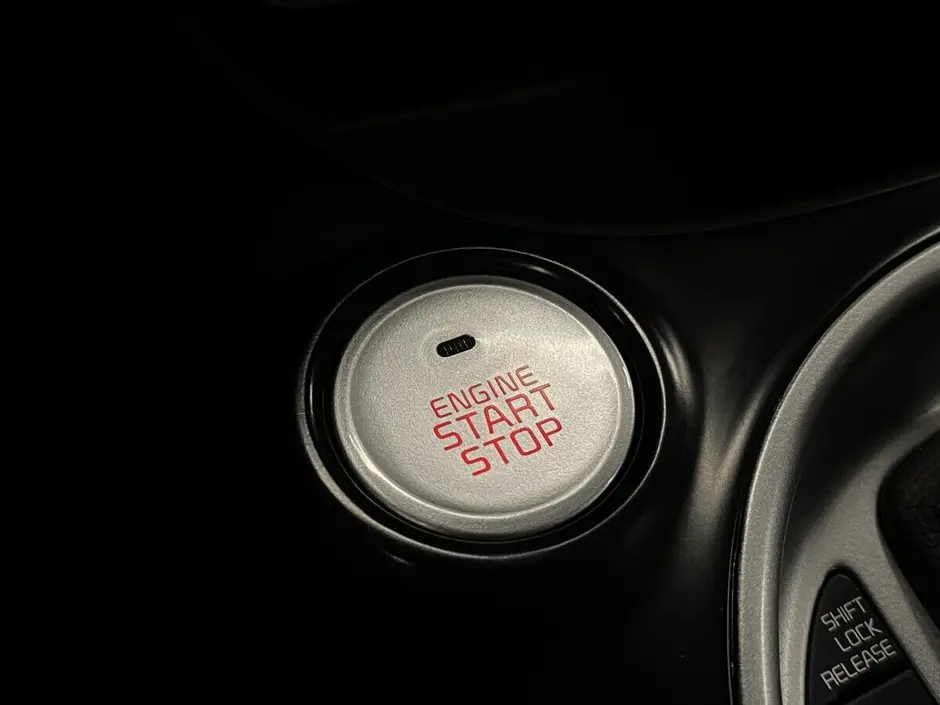 ENGINE
START
STOP
SHIFT
LOCK
RELEASE